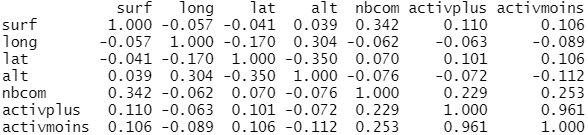 surf long lat alt nbcom activplus activmoins
surf 1.000 -0.057 -0.041 0.039 0.342 0.110 0.106
long -0.057 1.000 -0.170 0.304 -0.062 -0.063 -0.089
lat -0.041 -0.170 1.000 -0.350 0.070 0.101 0.106
alt 0.039 0.304 -0.350 1.000 -0.076 -0.072 -0.112
nbcom 0.342 -0.062 0.070 -0.076 1.000 0.229 0.253
activplus 0.110 -0.063 0.101 -0.072 0.229 1.000 0.961
activmoins 0.106 -0.089 0.106 -0.112 0.253 0.961 1.000